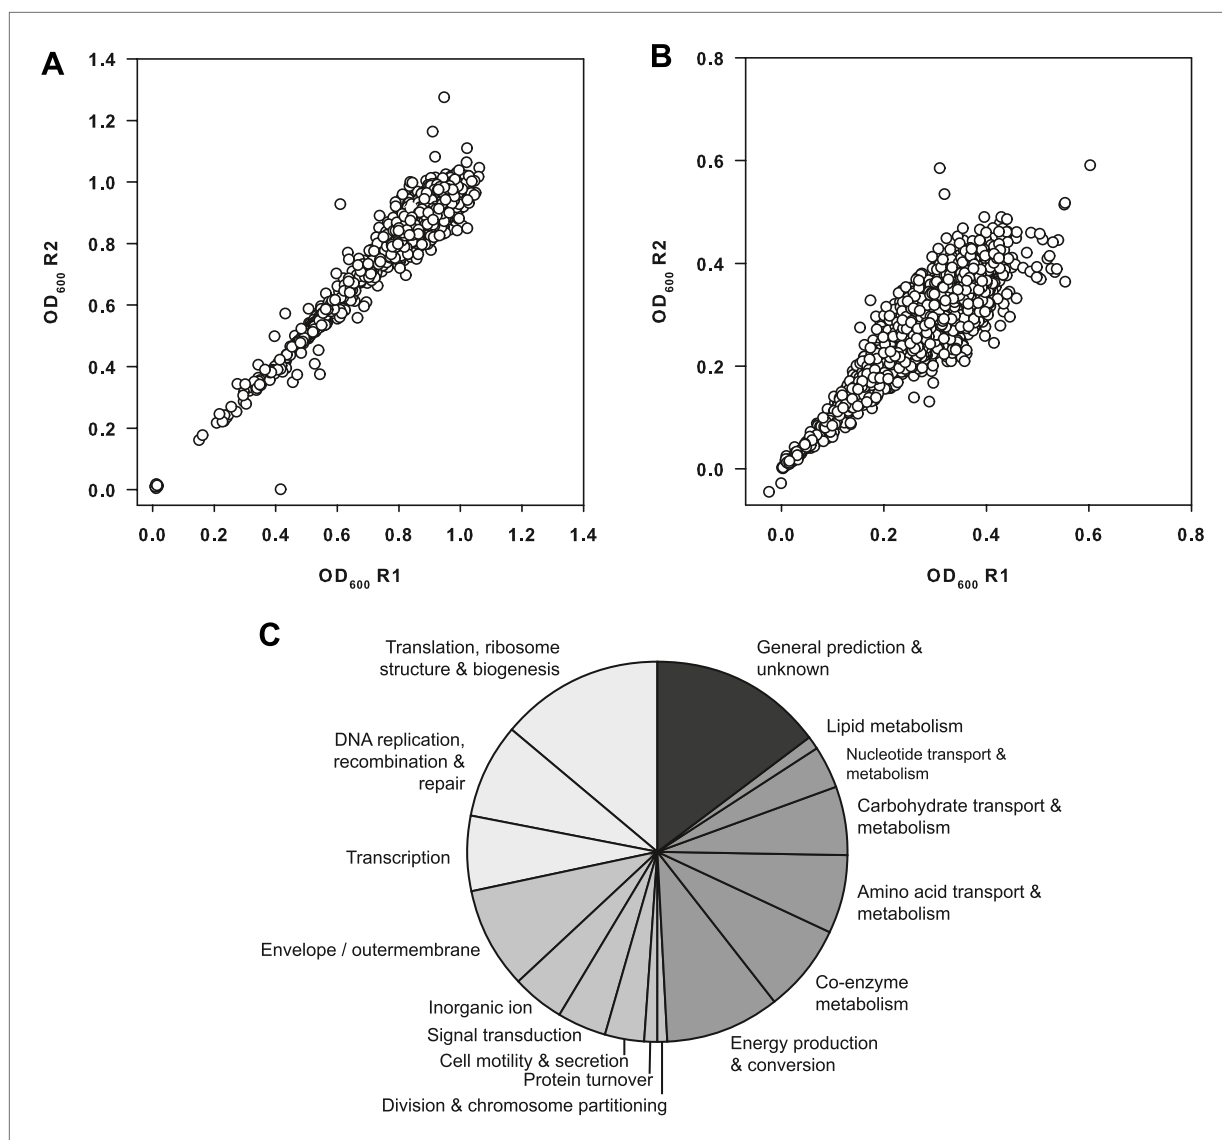 A
1.4
1.2
1.0
0.8
0.6
0.4
0.2
0.0
OD600 R2
0.0 0.2 0.4 0.6 0.8 1.0 1.2 1.4
OD600 R1
B
0.8
0.6
0.4
0.2
0.0
OD600 R2
0.0 0.2 0.4 0.6 0.8
OD600 R1
C
Translation, ribosome
structure & biogenesis
General prediction &
unknown
DNA replication,
recombination &
repair
Lipid metabolism
Nucleotide transport &
metabolism
Carbohydrate transport &
metabolism
Transcription
Amino acid transport &
metabolism
Envelope / outermembrane
Co-enzyme
metabolism
Inorganic ion
Signal transduction
Energy production
& conversion
Cell motility & secretion
Protein turnover
Division & chromosome partitioning